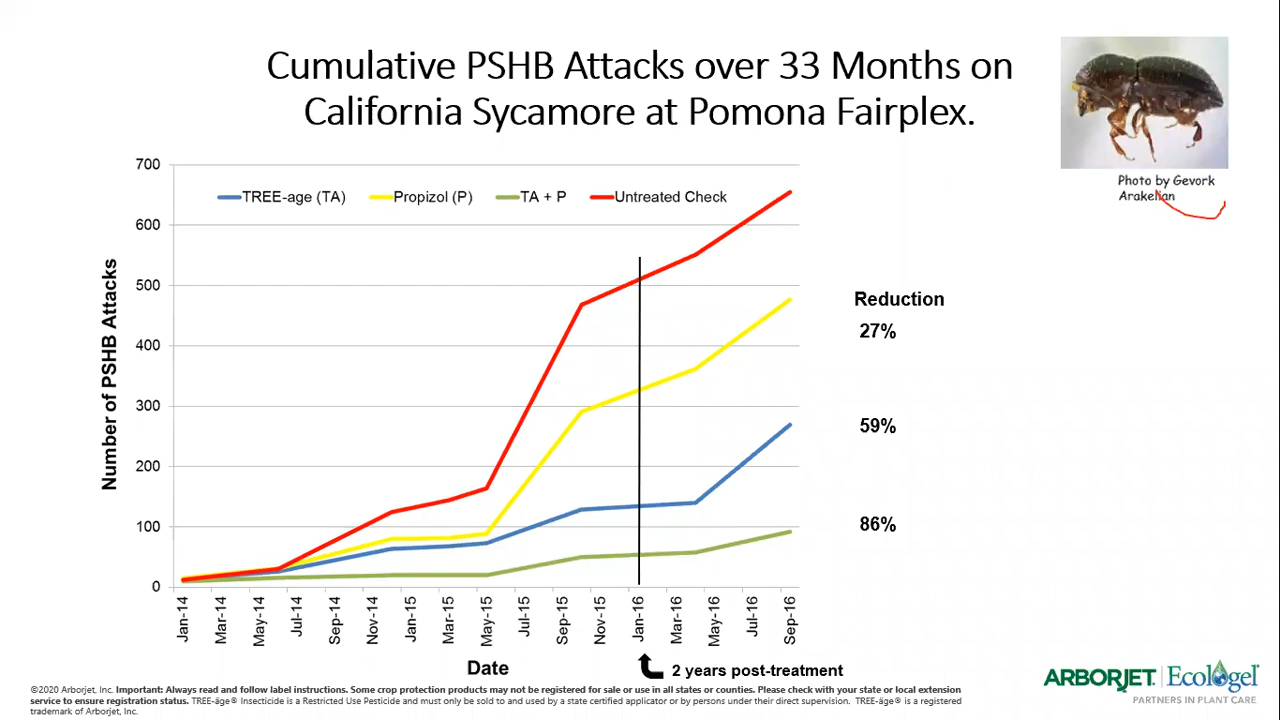 Cumulative PSHB Attacks over 33 Months on
California Sycamore at Pomona Fairplex.
Photo by Gevork
Arakelian
700
600
500
400
300
200
100
0
TREE-age (TA)
Propizol (P)
TA + P
Untreated Check
Number of PSHB Attacks
Reduction
27%
59%
86%
Jan-14
Mar-14
May-14
Jul-14
Sep-14
Nov-14
Jan-15
Mar-15
May-15
Jul-15
Sep-15
Nov-15
Jan-16
Mar-16
May-16
Jul-16
Sep-16
Date
2 years post-treatment
©2020 Arborjet, Inc. Important: Always read and follow label instructions. Some crop protection products may not be registered for sale or use in all states or counties. Please check with your state or local extension
service to ensure registration status. TREE-äge® Insecticide is a Restricted Use Pesticide and must only be sold to and used by a state certified applicator or by persons under their direct supervision. TREE-äge® is a registered
trademark of Arborjet, Inc.
ARBORJET | Ecologel
PARTNERS IN PLANT CARE